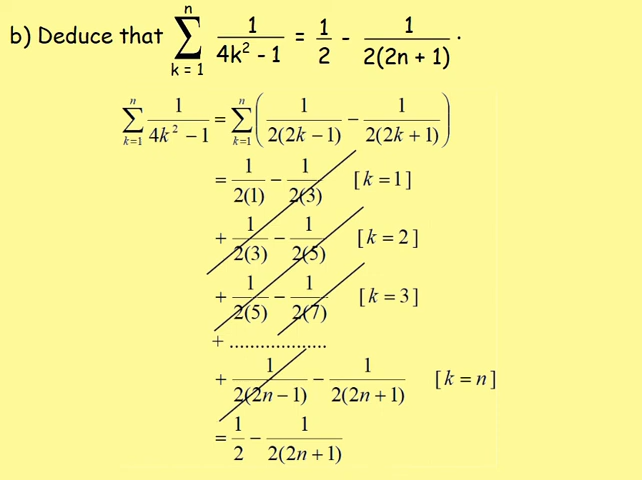 b) Deduce that n ∑ k = 1 1/(4k² - 1) = 1/2 - 1/(2(2n + 1)) .
n ∑ k=1 1/(4k² − 1) = n ∑ k=1 ( 1/(2(2k − 1)) − 1/(2(2k + 1)) )
= 1/(2(1)) − 1/(2(3)) [k = 1]
+ 1/(2(3)) − 1/(2(5)) [k = 2]
+ 1/(2(5)) − 1/(2(7)) [k = 3]
+ ...................
+ 1/(2(2n − 1)) − 1/(2(2n + 1)) [k = n]
= 1/2 − 1/(2(2n + 1))